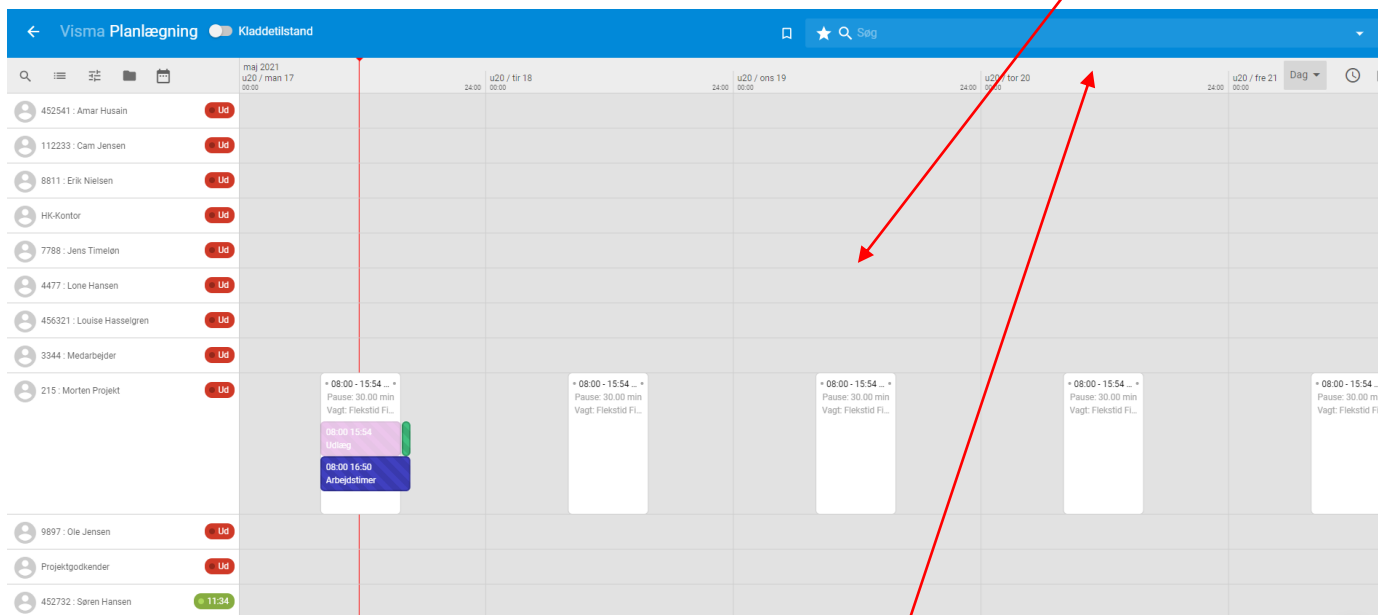 Visma Planlægning Kladdetilstand Søg
maj 2021
u20 / man 17 u20 / tir 18 u20 / ons 19 u20 / tor 20 u20 / fre 21 Dag
00:00 24:00 00:00 24:00 00:00 24:00 00:00 24:00 00:00
452541 : Amar Husain Ud
112233 : Cam Jensen Ud
8811 : Erik Nielsen Ud
HK-Kontor Ud
7788 : Jens Timeløn Ud
4477 : Lone Hansen Ud
456321 : Louise Hasselgren Ud
3344 : Medarbejder Ud
215 : Morten Projekt Ud
08:00 - 15:54 ... 08:00 - 15:54 ... 08:00 - 15:54 ... 08:00 - 15:54 ... 08:00 - 15:54
Pause: 30.00 min Pause: 30.00 min Pause: 30.00 min Pause: 30.00 min Pause: 30.00 m
Vagt: Flekstid Fi... Vagt: Flekstid Fi... Vagt: Flekstid Fi... Vagt: Flekstid Fi... Vagt: Flekstid Fi
08:00 15:54
Udlæg
08:00 16:50
Arbejdstimer
9897 : Ole Jensen Ud
Projektgodkender Ud
452732 : Søren Hansen 11:34